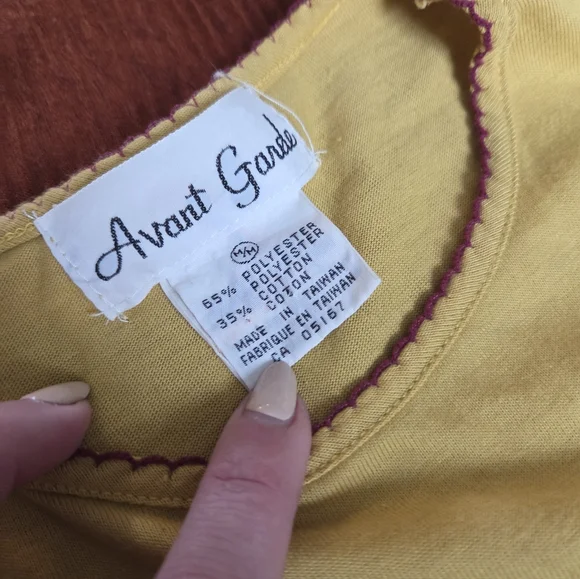 Avant Garde
M/M
65% POLYESTER
POLYESTER
35% COTTON
COTON
MADE IN TAIWAN
FABRIQUE EN TAIWAN
CA 05167